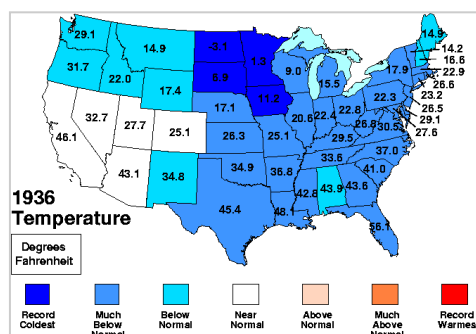 29.1
14.9
-3.1
1.3
14.9
31.7
22.0
17.4
6.9
9.0
15.5
17.9
14.2
16.6
22.9
26.6
23.2
26.5
29.1
27.6
46.1
32.7
27.7
25.1
17.1
11.2
20.6
22.4
22.8
22.3
26.3
25.1
29.5
26.8
30.5
43.1
34.8
34.9
36.8
33.6
37.0
41.0
45.4
48.1
42.8
43.9
43.6
56.1
1936
Temperature
Degrees
Fahrenheit
Record
Coldest
Much
Below
Normal
Below
Normal
Near
Normal
Above
Normal
Much
Above
Normal
Record
Warmest